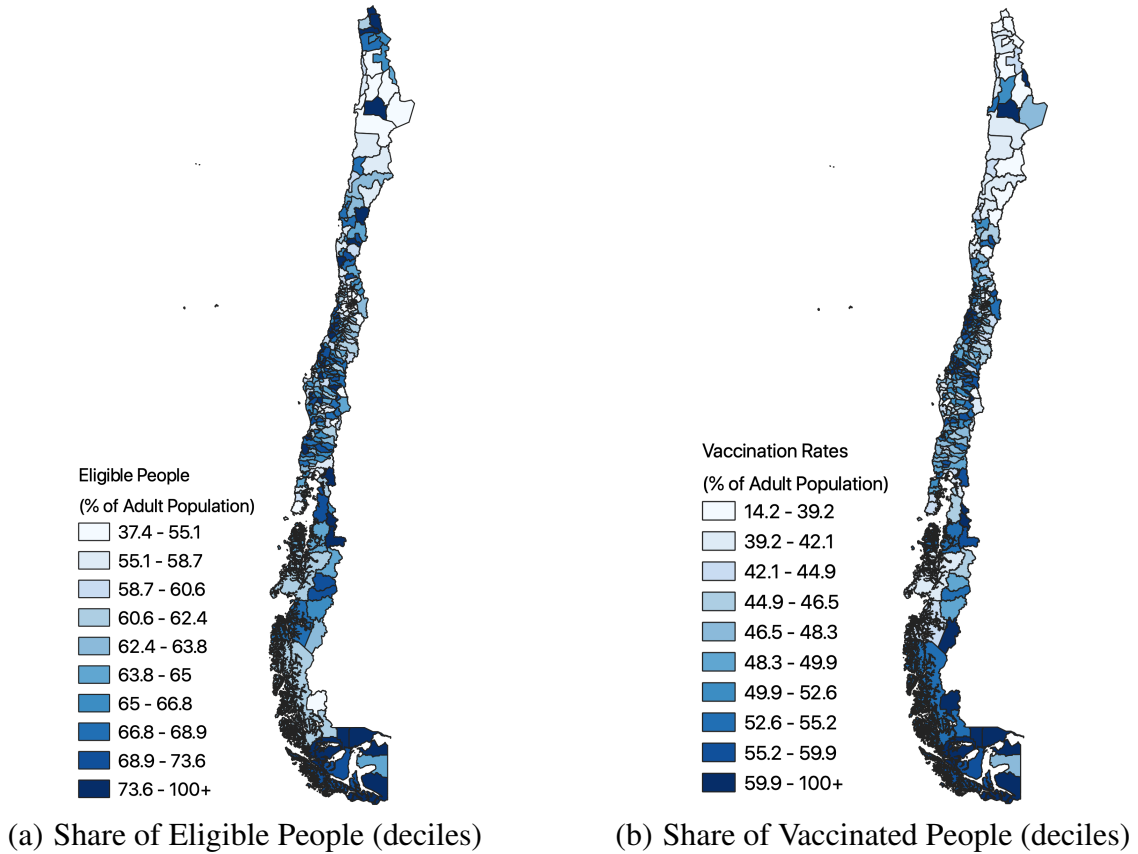 Eligible People
(% of Adult Population)
37.4 - 55.1
55.1 - 58.7
58.7 - 60.6
60.6 - 62.4
62.4 - 63.8
63.8 - 65
65 - 66.8
66.8 - 68.9
68.9 - 73.6
73.6 - 100+
(a) Share of Eligible People (deciles)
Vaccination Rates
(% of Adult Population)
14.2 - 39.2
39.2 - 42.1
42.1 - 44.9
44.9 - 46.5
46.5 - 48.3
48.3 - 49.9
49.9 - 52.6
52.6 - 55.2
55.2 - 59.9
59.9 - 100+
(b) Share of Vaccinated People (deciles)